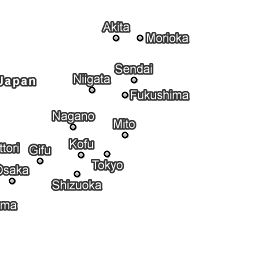 Akita
Morioka
Sendai
Japan
Niigata
Fukushima
Nagano
Mito
Kofu
ttori
Gifu
Tokyo
Osaka
Shizuoka
ma